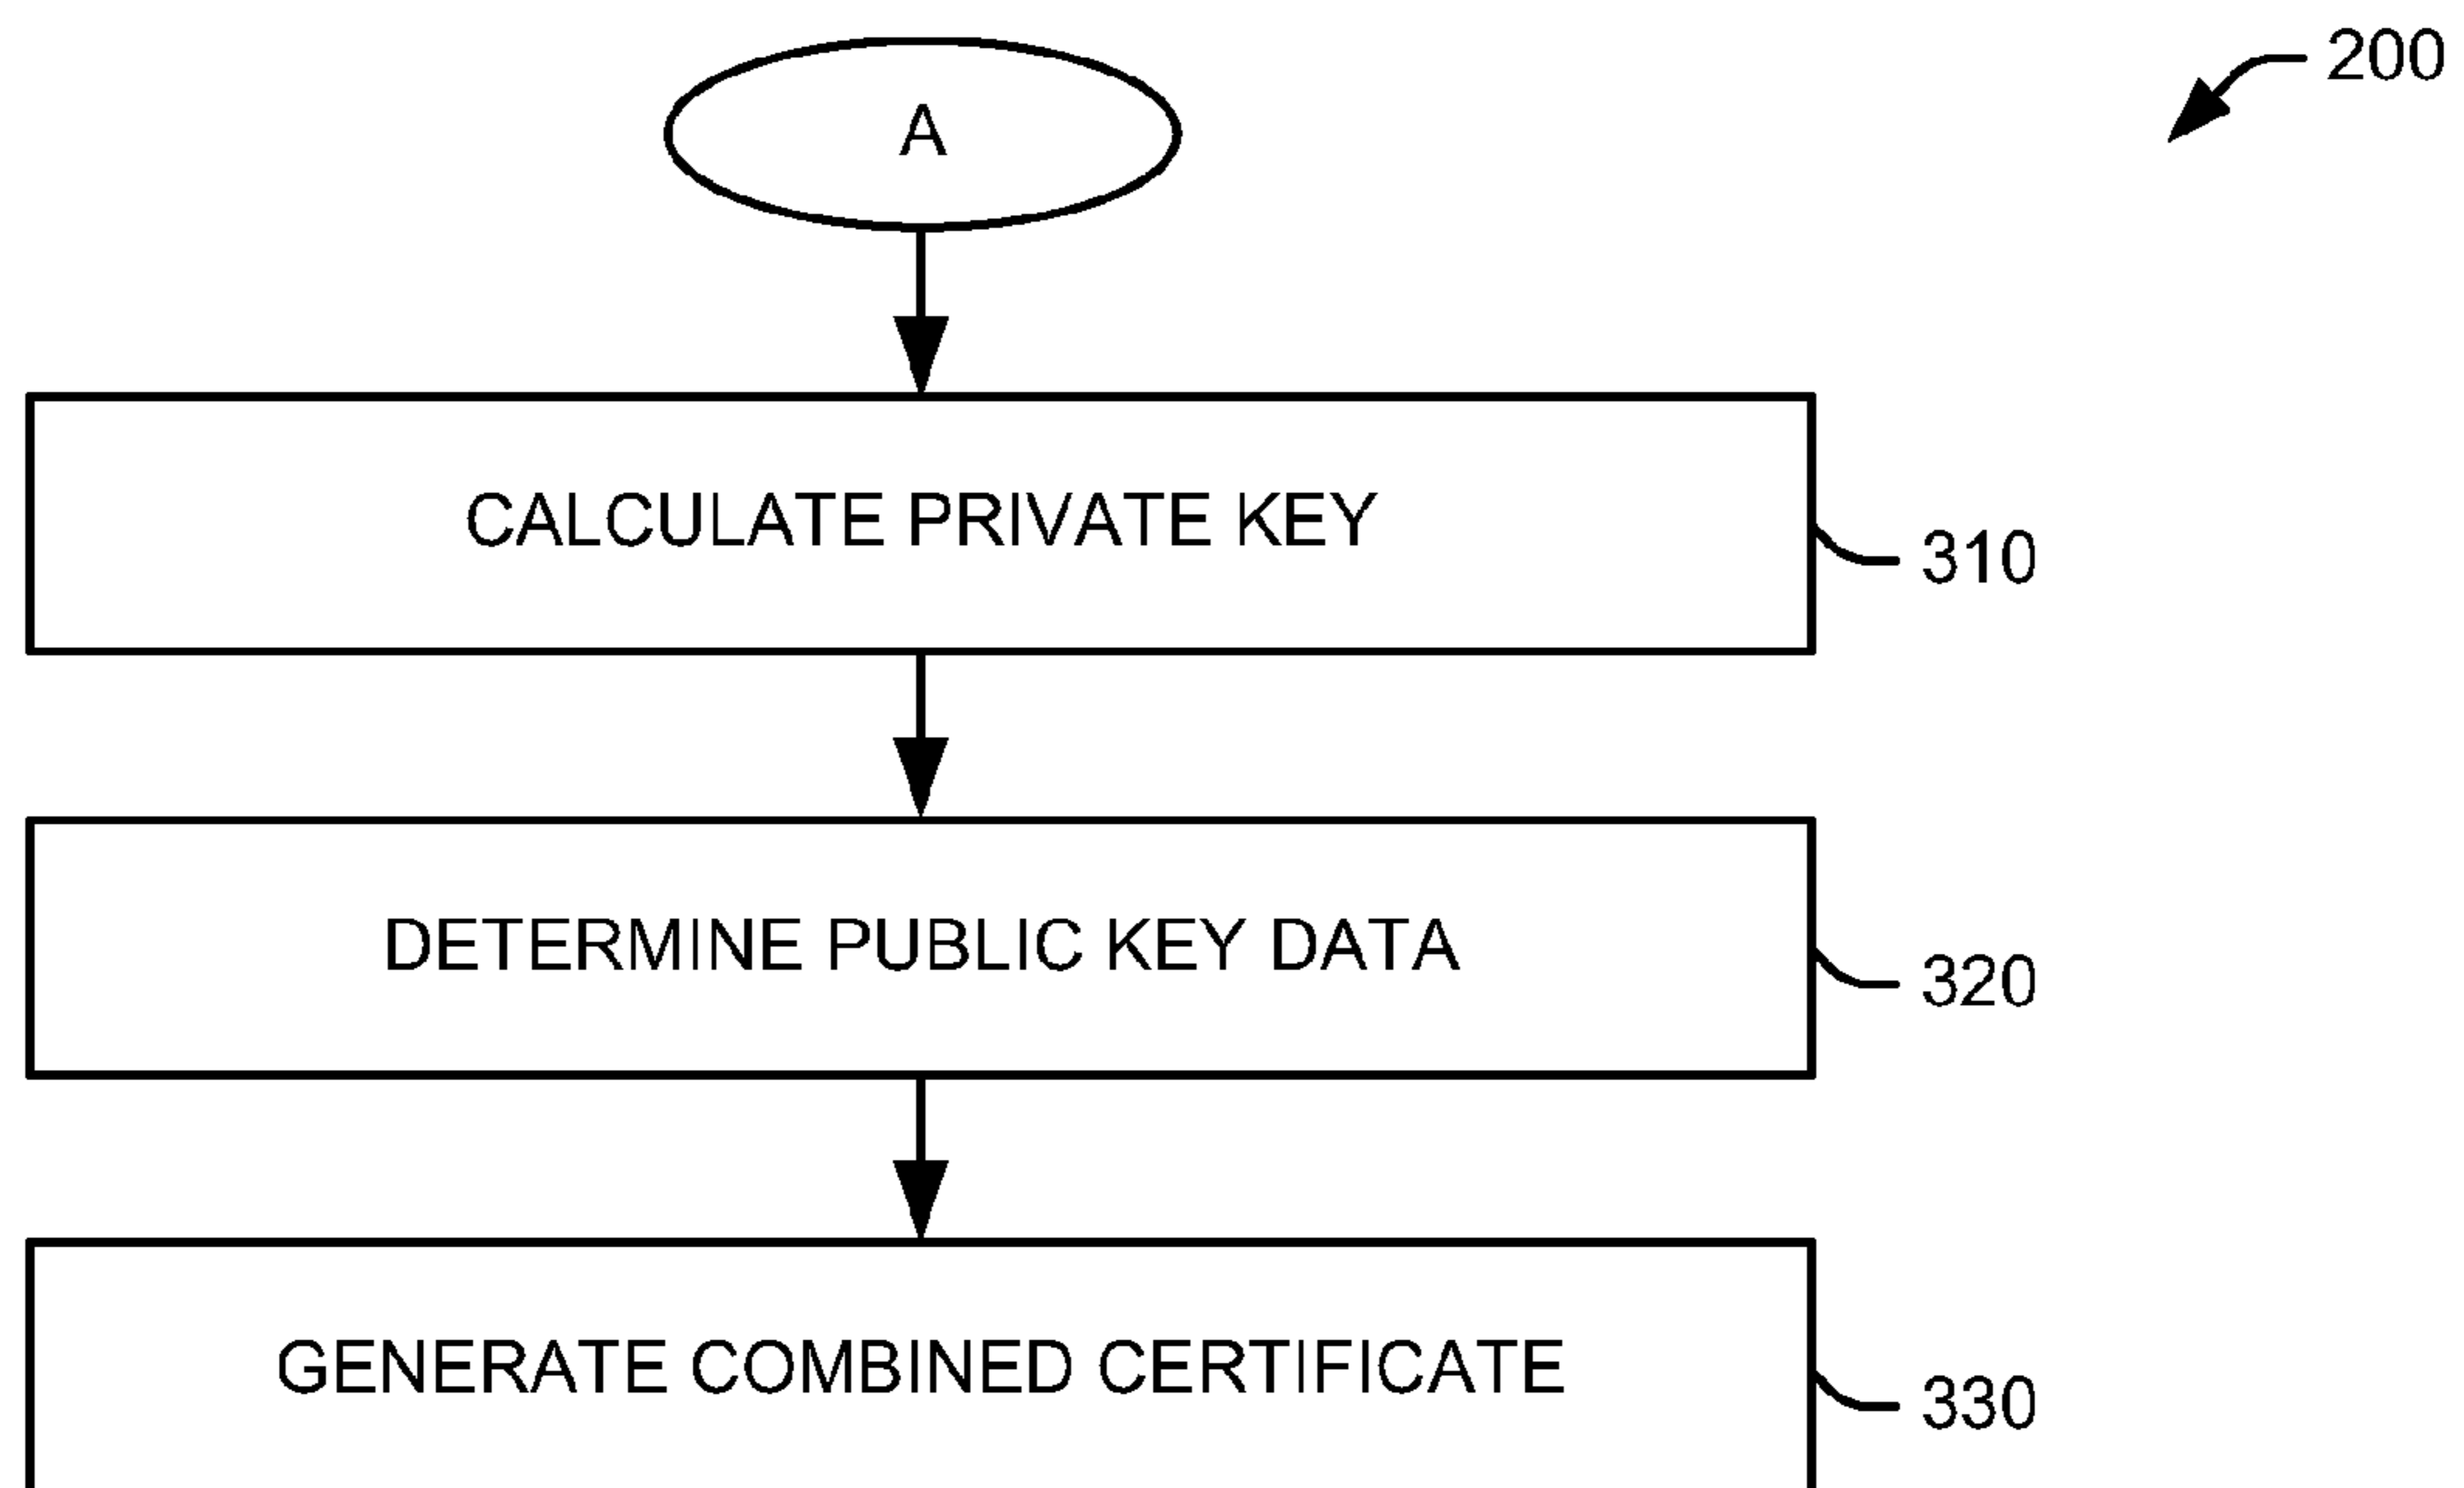 200
A
CALCULATE PRIVATE KEY
310
DETERMINE PUBLIC KEY DATA
320
GENERATE COMBINED CERTIFICATE
330